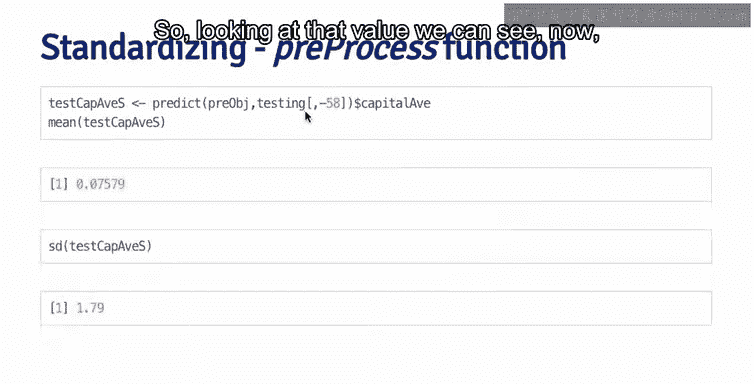 So, looking at that value we can see, now,
Standardizing - preProcess function
testCapAveS <- predict(preObj,testing[,-58])$capitalAve
mean(testCapAveS)
[1] 0.07579
sd(testCapAveS)
[1] 1.79